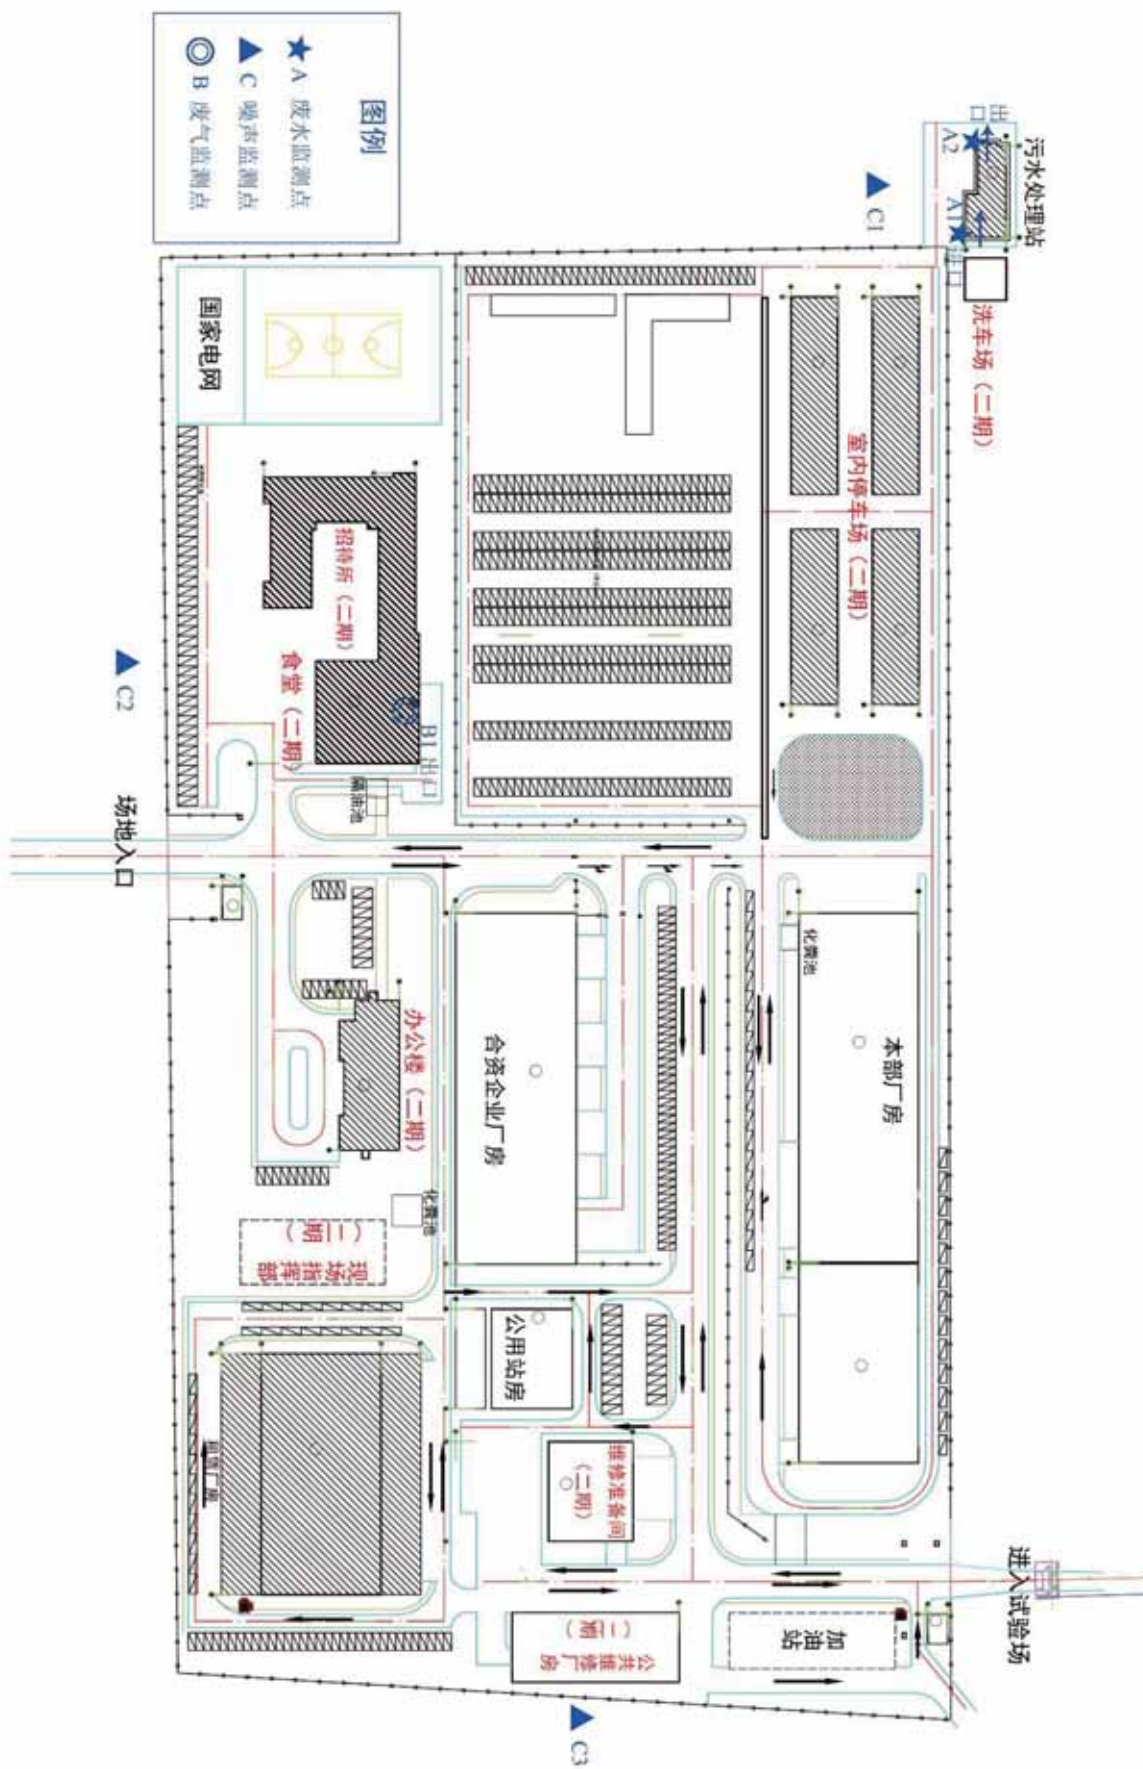 图例
A 废水监测点
C 噪声监测点
B 废气监测点
出口
A2
污水处理站
A1
进口
C1
洗车场（二期）
室内停车场（二期）
国家电网
招待所（二期）
食堂（二期）
B1 出口
隔油池
C2
场地入口
化粪池
本部厂房
合资企业厂房
办公楼（二期）
化粪池
现场指挥部
（二期）
公用站房
维修准备间
（二期）
租赁厂房
进入试验场
加油站
公共维修厂房
（二期）
C3